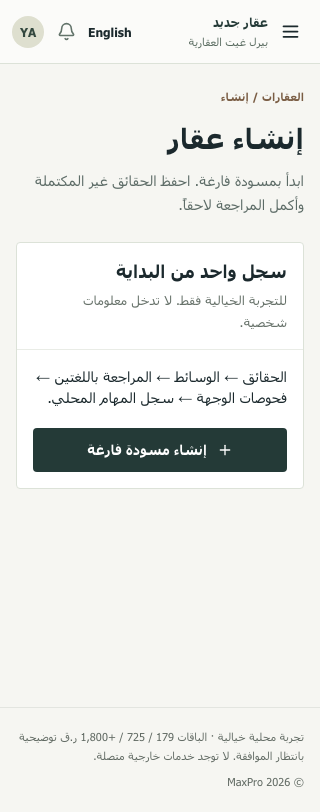 عقار جديد
بيرل غيت العقارية
English
YA
العقارات / إنشاء
إنشاء عقار
ابدأ بمسودة فارغة. احفظ الحقائق غير المكتملة
وأكمل المراجعة لاحقاً.
سجل واحد من البداية
للتجربة الخيالية فقط. لا تدخل معلومات
شخصية.
الحقائق ← الوسائط ← المراجعة باللغتين ←
فحوصات الوجهة ← سجل المهام المحلي.
+ إنشاء مسودة فارغة
تجربة محلية خيالية · الباقات 179 / 725 / +1,800 ر.ق توضيحية
بانتظار الموافقة. لا توجد خدمات خارجية متصلة.
© 2026 MaxPro